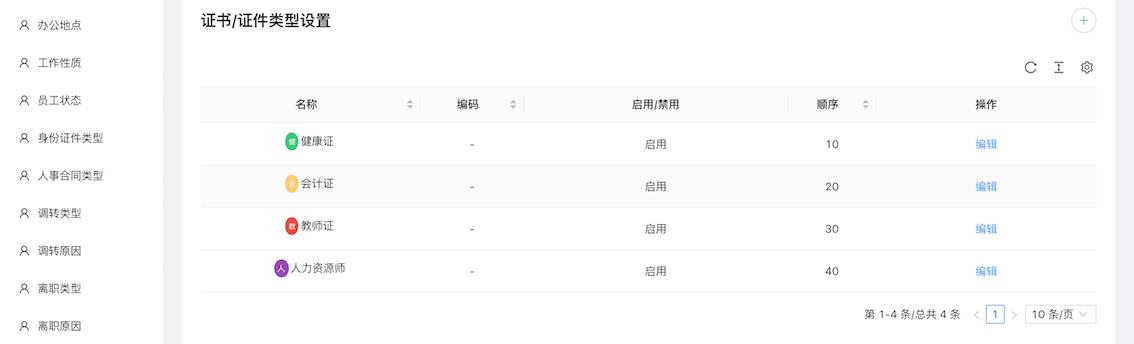 办公地点
工作性质
员工状态
身份证件类型
人事合同类型
调转类型
调转原因
离职类型
离职原因
证书/证件类型设置
名称 编码 启用/禁用 顺序 操作
健 健康证 - 启用 10 编辑
会 会计证 - 启用 20 编辑
教 教师证 - 启用 30 编辑
人 人力资源师 - 启用 40 编辑
第 1-4 条/总共 4 条 1 10 条/页